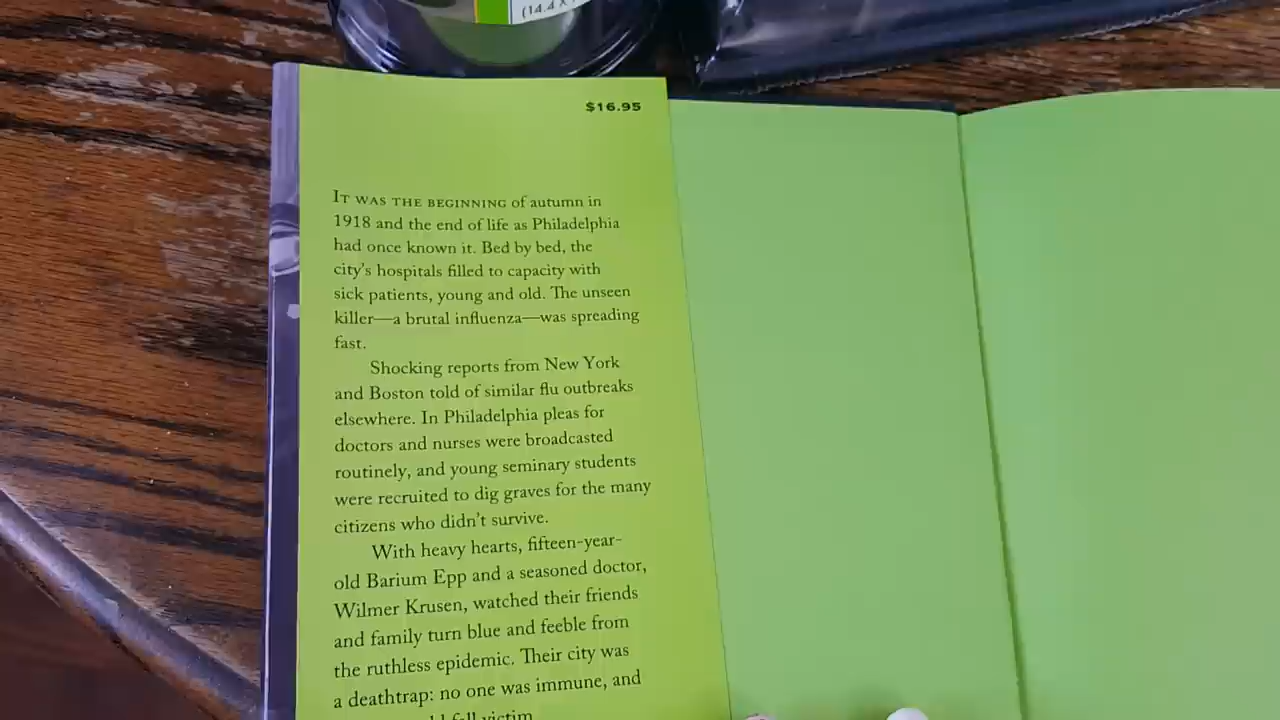 (14.4 X
$16.95
IT WAS THE BEGINNING of autumn in
1918 and the end of life as Philadelphia
had once known it. Bed by bed, the
city's hospitals filled to capacity with
sick patients, young and old. The unseen
killer—a brutal influenza—was spreading
fast.
Shocking reports from New York
and Boston told of similar flu outbreaks
elsewhere. In Philadelphia pleas for
doctors and nurses were broadcasted
routinely, and young seminary students
were recruited to dig graves for the many
citizens who didn't survive.
With heavy hearts, fifteen-year-
old Barium Epp and a seasoned doctor,
Wilmer Krusen, watched their friends
and family turn blue and feeble from
the ruthless epidemic. Their city was
a deathtrap: no one was immune, and
fall victim